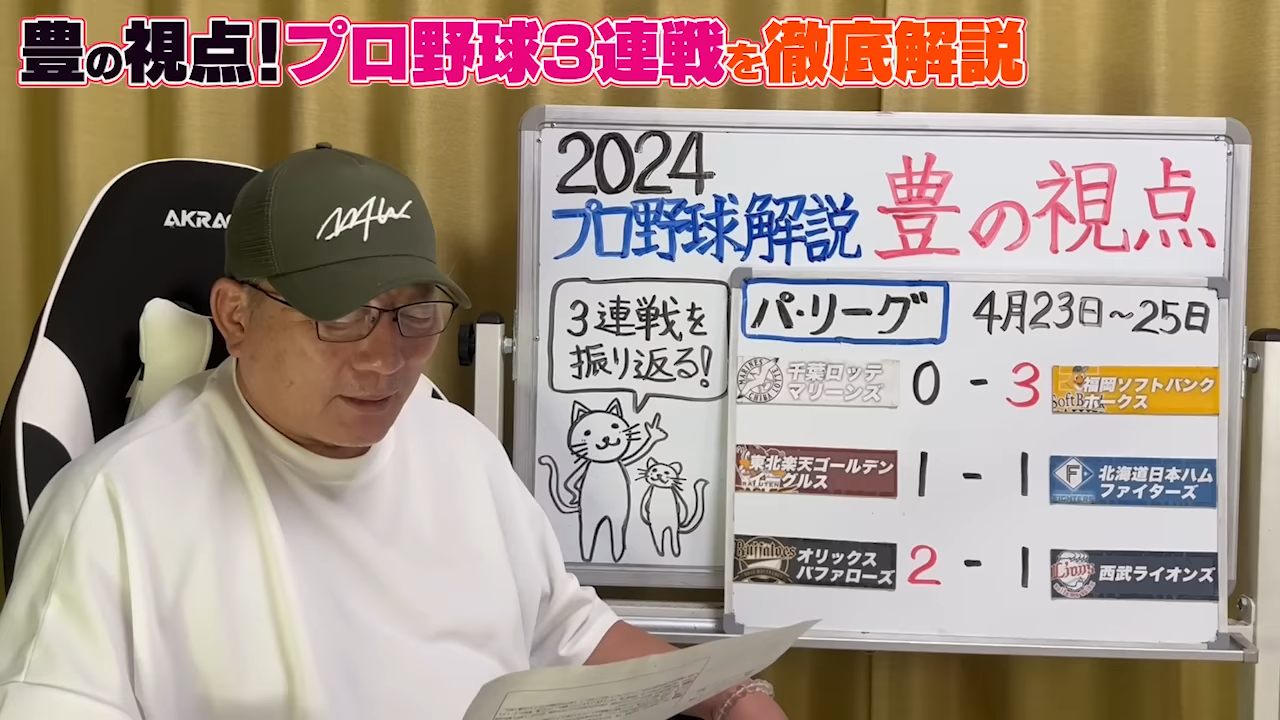 豊の視点!プロ野球3連戦を徹底解説
AKRA
2024
プロ野球解説
豊の視点
3連戦を
振り返る!
パ・リーグ
4月23日~25日
千葉ロッテ
マリーンズ
0 - 3
福岡ソフトバンク
ホークス
東北楽天ゴールデン
グルス
1 - 1
F
北海道日本ハム
ファイターズ
FIGHTERS
Buffaloes
オリックス
バファローズ
2 - 1
Lions
西武ライオンズ